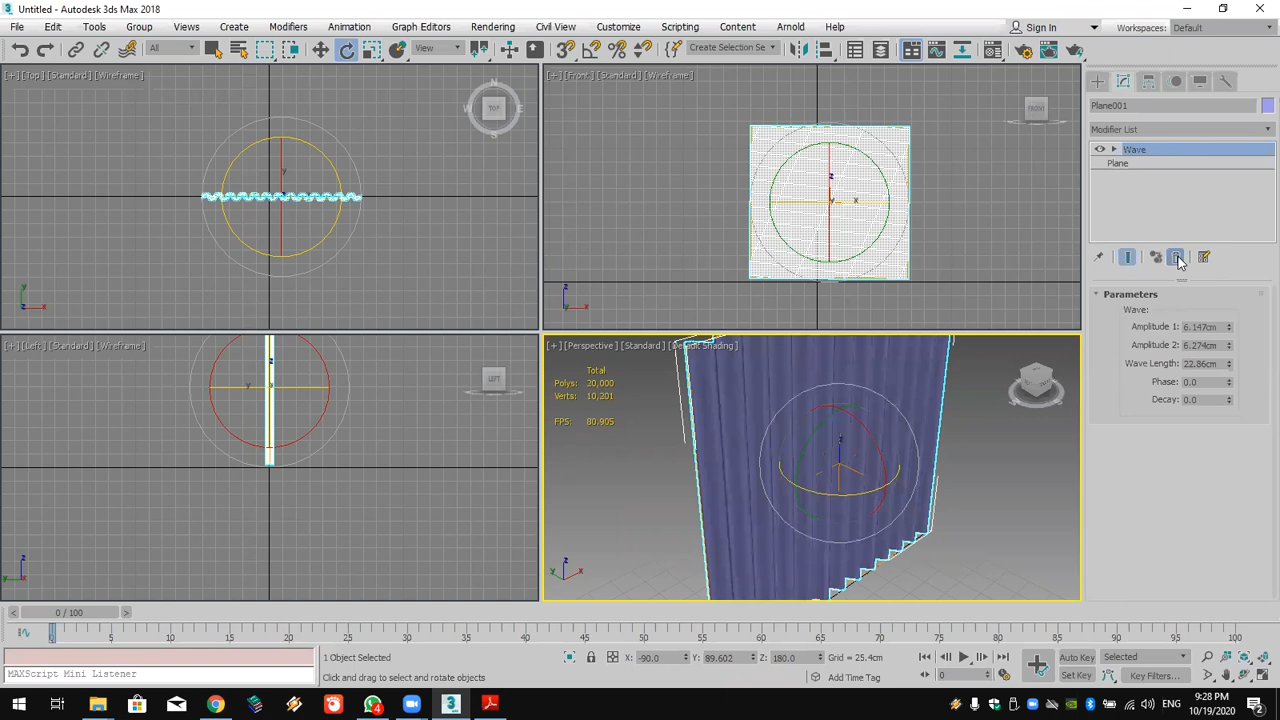 Untitled - Autodesk 3ds Max 2018
File Edit Tools Group Views Create Modifiers Animation Graph Editors Rendering Civil View Customize Scripting Content Arnold Help Sign In Workspaces: Default
All View Create Selection Se
[+] [Top] [Standard] [Wireframe]
[+] [Front] [Standard] [Wireframe]
N
W TOP E
S
FRONT
y
z
x
y x
z
x
z
x
Plane001
Modifier List
Wave
Plane
Parameters
Wave:
Amplitude 1: 6.147cm
Amplitude 2: 6.274cm
Wave Length: 22.86cm
Phase: 0.0
Decay: 0.0
[+] [Left] [Standard] [Wireframe]
[+] [Perspective] [Standard] [Default Shading]
LEFT
Total
Polys: 20,000
Verts: 10,201
FPS: 80.905
z
y
z
y
z
y x
0 / 100
0 5 10 15 20 25 30 35 40 45 50 55 60 65 70 75 80 85 90 95 100
1 Object Selected
Click and drag to select and rotate objects
MAXScript Mini Listener
X: -90.0 Y: 89.602 Z: 180.0 Grid = 25.4cm
Add Time Tag
0
Auto Key Selected
Set Key Key Filters...
4
3
ENG
9:28 PM
10/19/2020
2